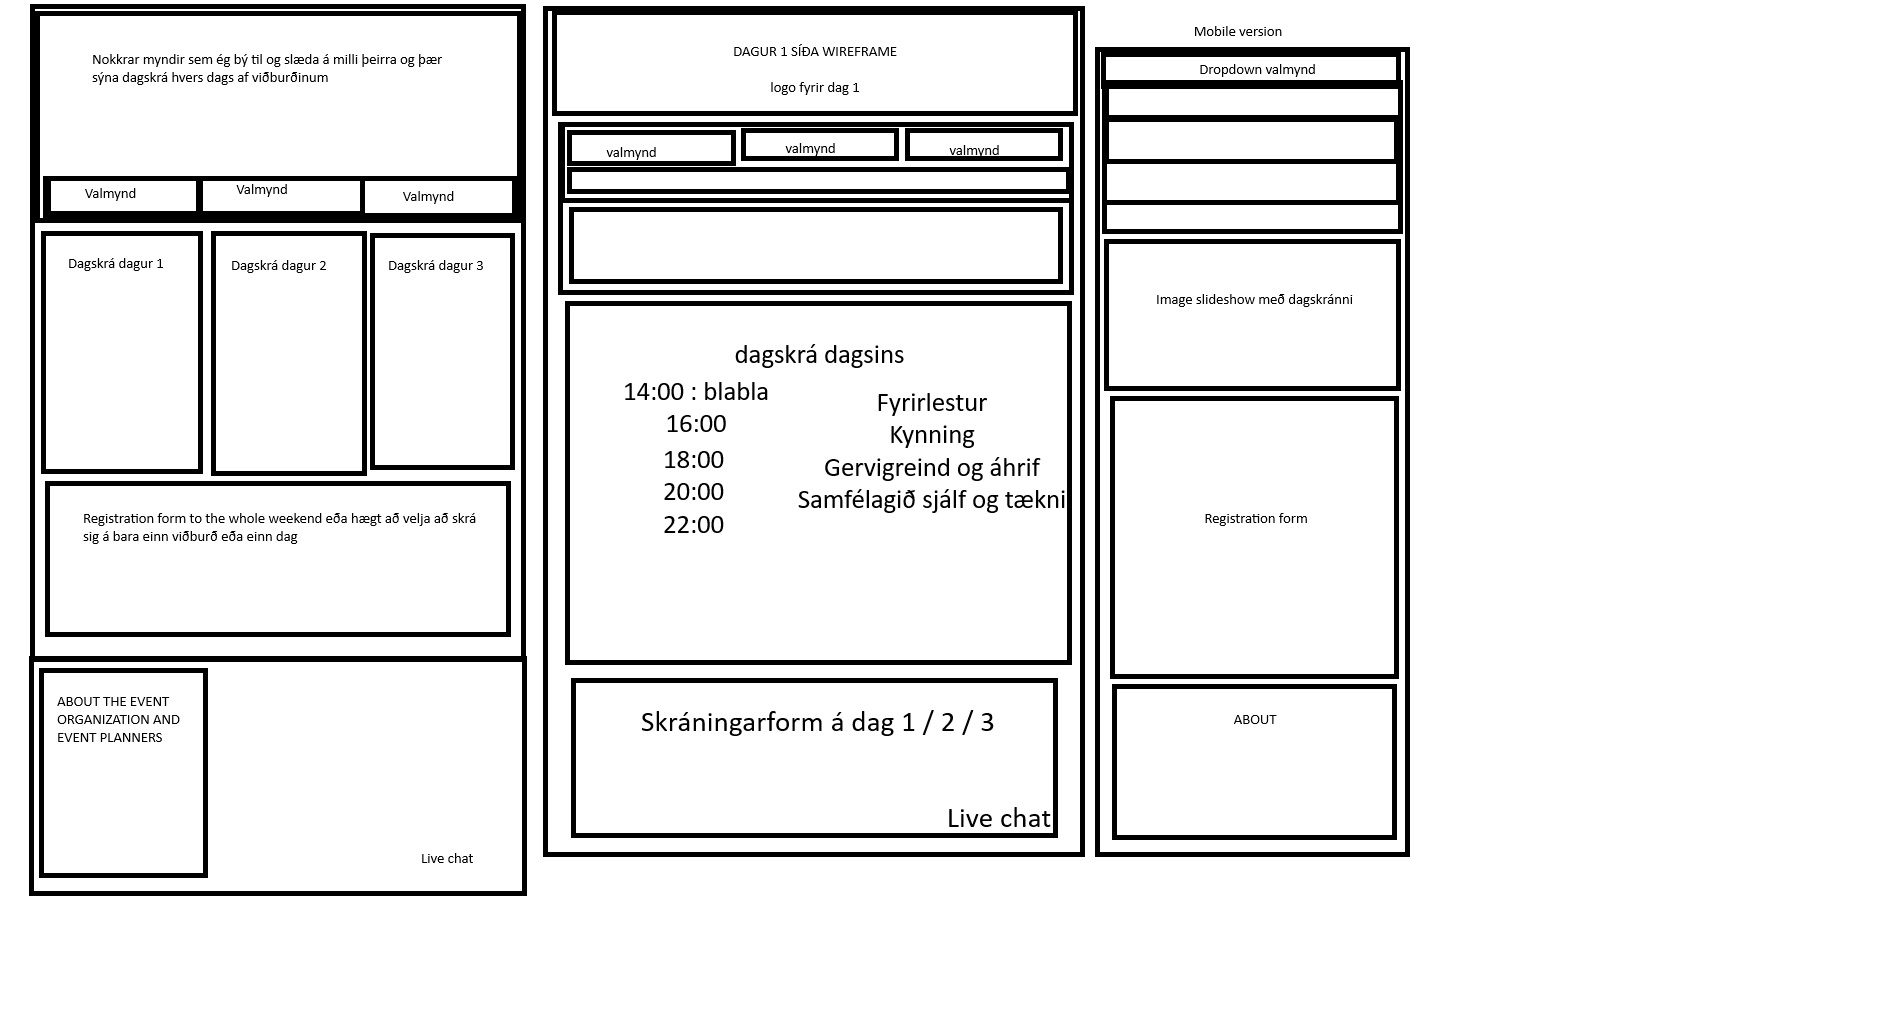 Nokkrar myndir sem ég bý til og slæda á milli þeirra og þær
sýna dagskrá hvers dags af viðburðinum
Valmynd
Valmynd
Valmynd
Dagskrá dagur 1
Dagskrá dagur 2
Dagskrá dagur 3
Registration form to the whole weekend eða hægt að velja að skrá
sig á bara einn viðburð eða einn dag
ABOUT THE EVENT
ORGANIZATION AND
EVENT PLANNERS
Live chat
DAGUR 1 SÍÐA WIREFRAME
logo fyrir dag 1
valmynd
valmynd
valmynd
dagskrá dagsins
14:00 : blabla
16:00
18:00
20:00
22:00
Fyrirlestur
Kynning
Gervigreind og áhrif
Samfélagið sjálf og tækni
Skráningarform á dag 1 / 2 / 3
Live chat
Mobile version
Dropdown valmynd
Image slideshow með dagskránni
Registration form
ABOUT